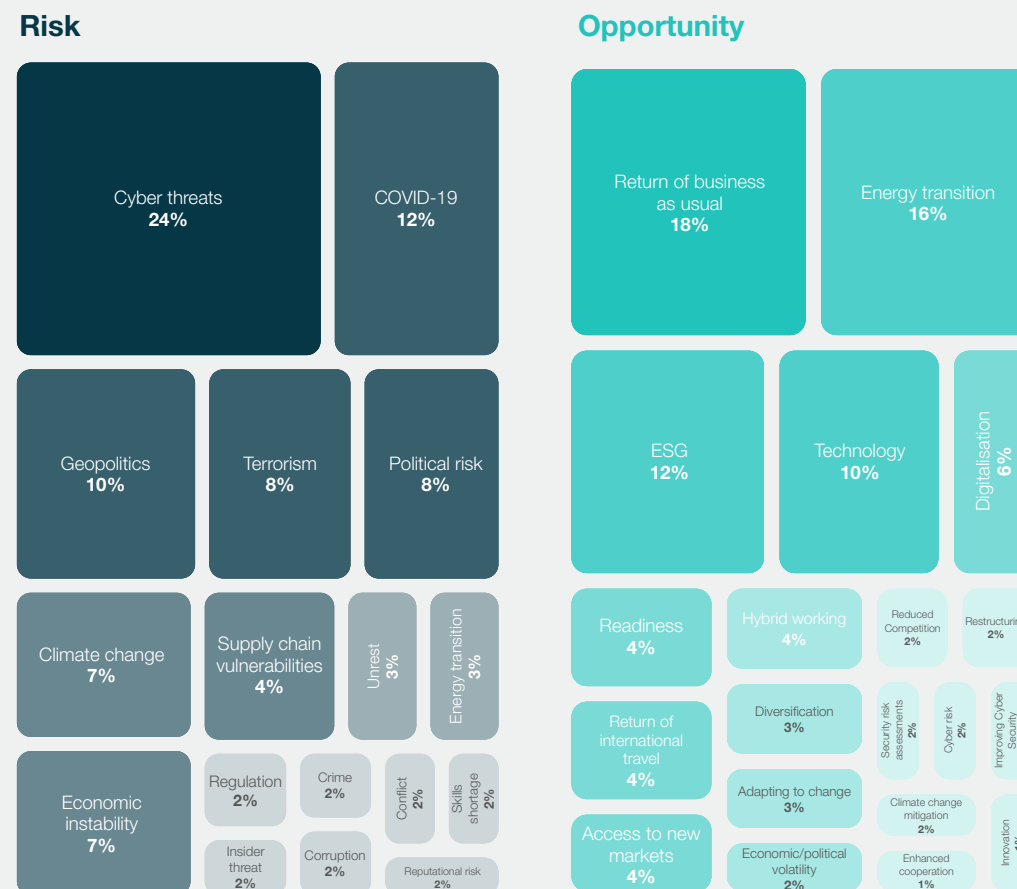 Risk
Cyber threats
24%
COVID-19
12%
Geopolitics
10%
Terrorism
8%
Political risk
8%
Climate change
7%
Supply chain
vulnerabilities
4%
Unrest
3%
Energy transition
3%
Economic
instability
7%
Regulation
2%
Crime
2%
Conflict
2%
Skills
shortage
2%
Insider
threat
2%
Corruption
2%
Reputational risk
2%
Opportunity
Return of business
as usual
18%
Energy transition
16%
ESG
12%
Technology
10%
Digitalisation
6%
Readiness
4%
Hybrid working
4%
Reduced
Competition
2%
Restructurin
2%
Return of
international
travel
4%
Diversification
3%
Security risk
assessments
2%
Cyber risk
2%
Improving Cyber
Security
Adapting to change
3%
Climate change
mitigation
2%
Innovation
Access to new
markets
4%
Economic/political
volatility
2%
Enhanced
cooperation
1%